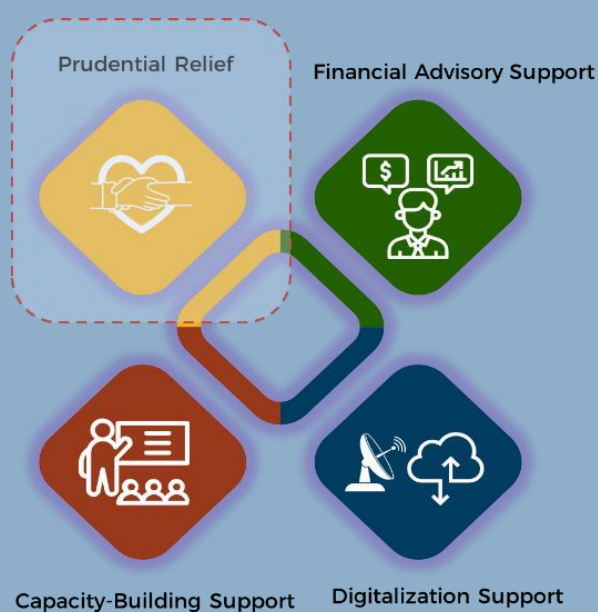 Prudential Relief
Financial Advisory Support
$
Capacity-Building Support
Digitalization Support